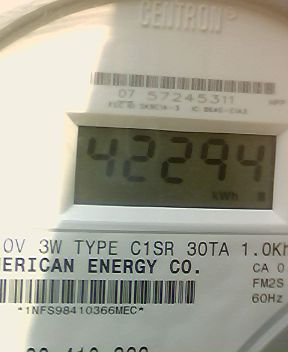 CENTRON
07 57245311
42294
kWh
0V 3W TYPE C1SR 30TA 1.0Kh
ERICAN ENERGY CO.
CA 0
FM2S
60Hz
*1NFS98410366MEC*